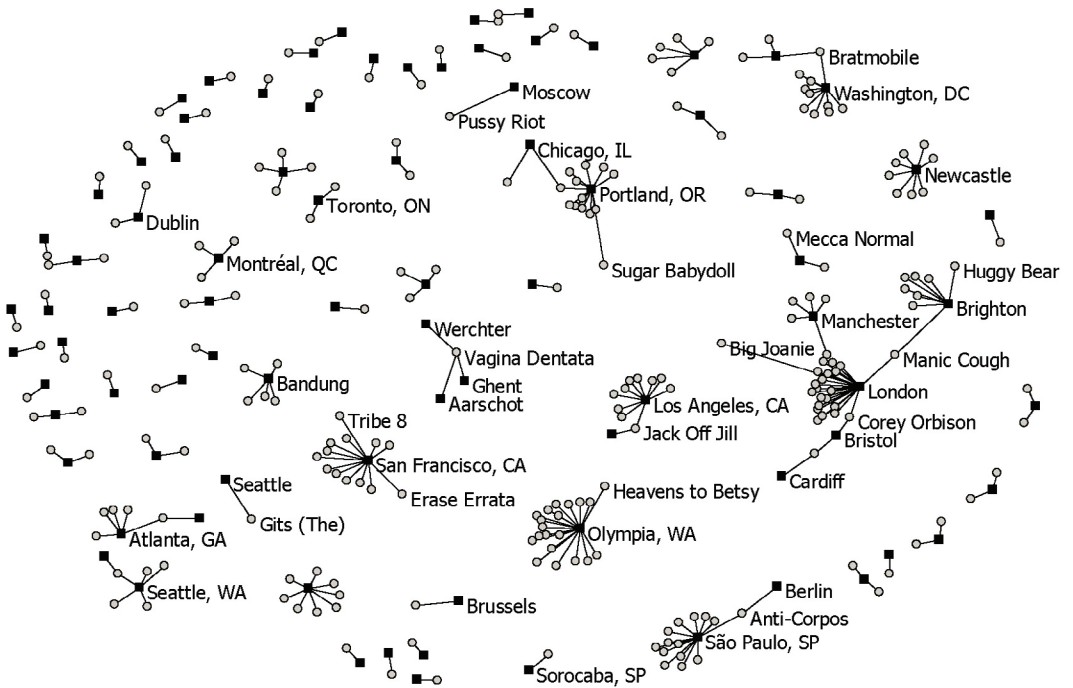 Bratmobile
Moscow
Washington, DC
Pussy Riot
Chicago, IL
Newcastle
Portland, OR
Toronto, ON
Dublin
Mecca Normal
Montréal, QC
Sugar Babydoll
Huggy Bear
Brighton
Manchester
Werchter
Big Joanie
Vagina Dentata
Manic Cough
Bandung
Ghent
London
Aarschot
Los Angeles, CA
Tribe 8
Corey Orbison
Jack Off Jill
Bristol
San Francisco, CA
Cardiff
Seattle
Heavens to Betsy
Erase Errata
Gits (The)
Olympia, WA
Atlanta, GA
Seattle, WA
Berlin
Brussels
Anti-Corpos
São Paulo, SP
Sorocaba, SP